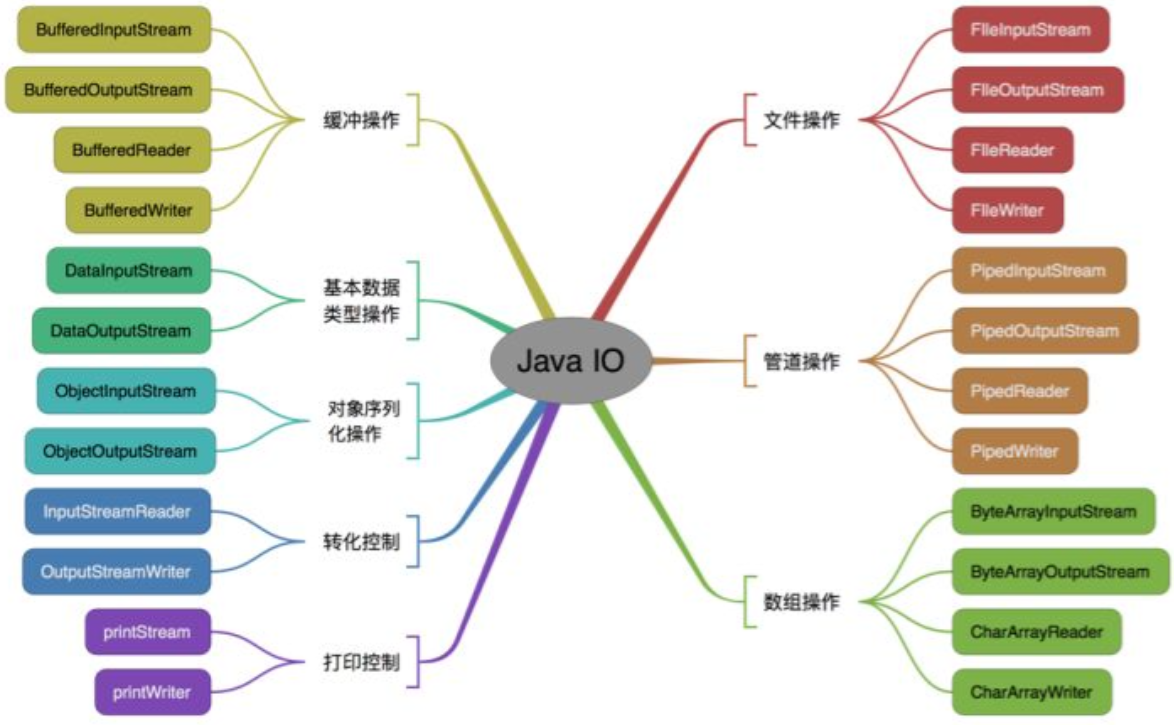 BufferedInputStream
BufferedOutputStream
BufferedReader
BufferedWriter
缓冲操作
DataInputStream
DataOutputStream
基本数据
类型操作
ObjectInputStream
ObjectOutputStream
对象序列
化操作
InputStreamReader
OutputStreamWriter
转化控制
printStream
printWriter
打印控制
Java IO
文件操作
FIleInputStream
FIleOutputStream
FIleReader
FIleWriter
管道操作
PipedInputStream
PipedOutputStream
PipedReader
PipedWriter
数组操作
ByteArrayInputStream
ByteArrayOutputStream
CharArrayReader
CharArrayWriter